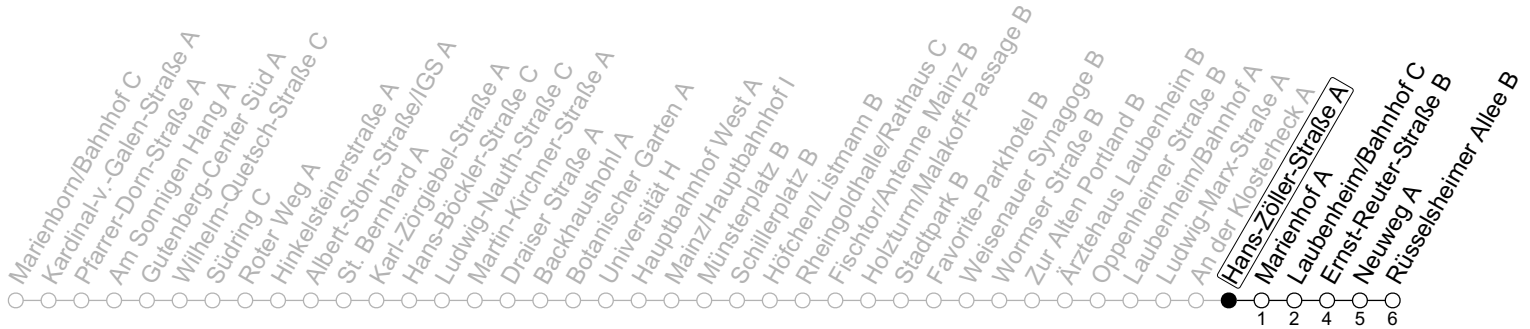 Marienborn/Bahnhof C
Kardinal-v.-Galen-Straße A
Pfarrer-Dorn-Straße A
Am Sonnigen Hang A
Gutenberg-Center Süd A
Wilhelm-Quetsch-Straße C
Südring C
Roter Weg A
Hinkelsteinerstraße A
Albert-Stohr-Straße/IGS A
St. Bernhard A
Karl-Zörgiebel-Straße A
Hans-Böckler-Straße C
Ludwig-Nauth-Straße C
Martin-Kirchner-Straße A
Draiser Straße A
Backhaushohl A
Botanischer Garten A
Universität H
Hauptbahnhof West A
Mainz/Hauptbahnhof I
Münsterplatz B
Schillerplatz B
Höfchen/Listmann B
Rheingoldhalle/Rathaus C
Fischtor/Antenne Mainz B
Holzturm/Malakoff-Passage B
Stadtpark B
Favorite-Parkhotel B
Weisenauer Synagoge B
Wormser Straße B
Zur Alten Portland B
Ärztehaus Laubenheim B
Oppenheimer Straße B
Laubenheim/Bahnhof A
Ludwig-Marx-Straße A
An der Klosterheck A
Hans-Zöller-Straße A
Marienhof A
Laubenheim/Bahnhof C
Ernst-Reuter-Straße B
Neuweg A
Rüsselsheimer Allee B
1 2 4 5 6